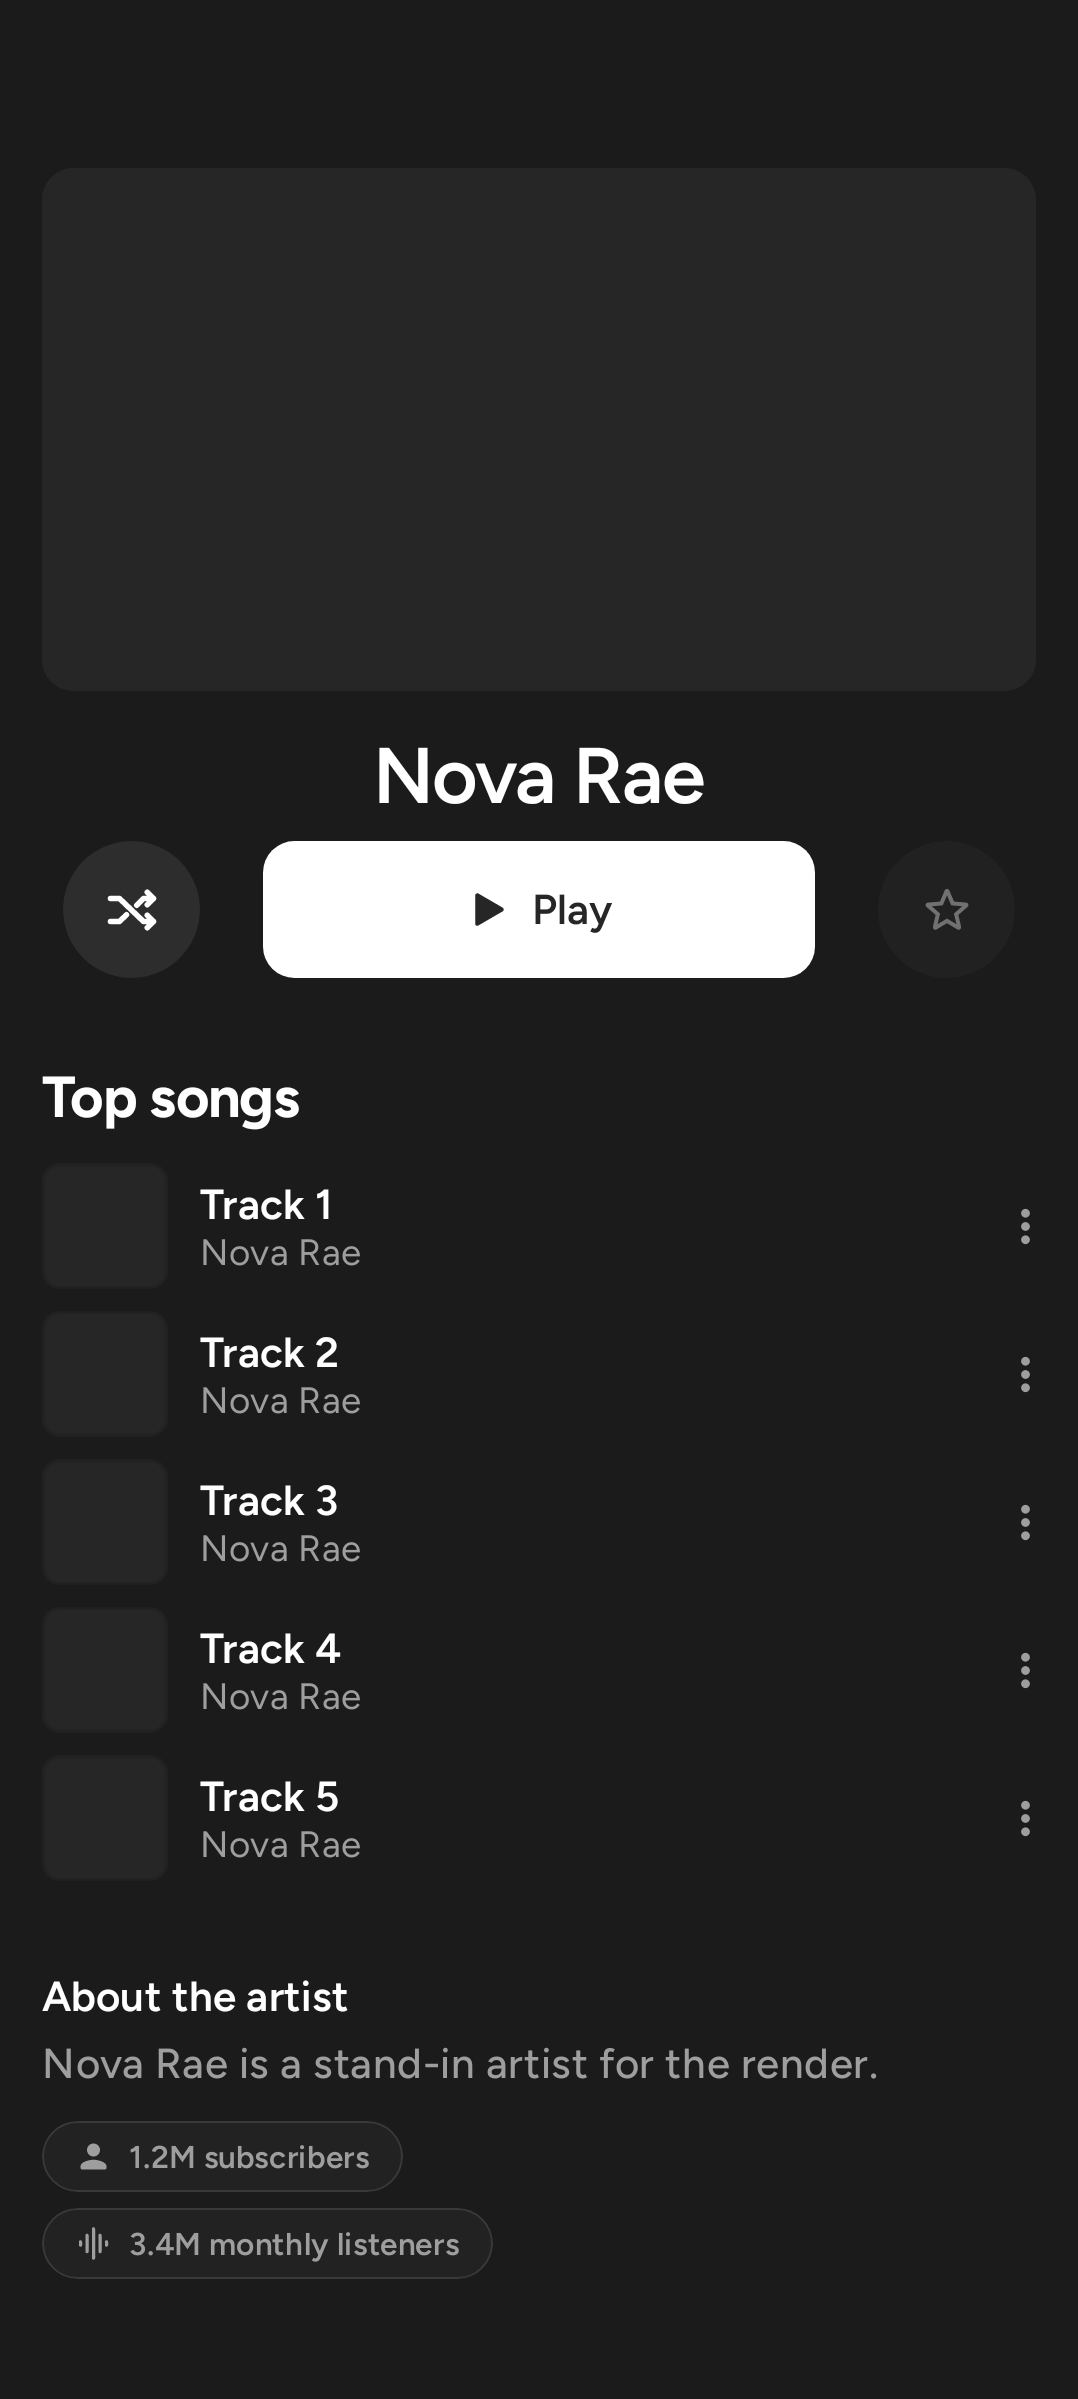 Nova Rae
Play
Top songs
Track 1
Nova Rae
Track 2
Nova Rae
Track 3
Nova Rae
Track 4
Nova Rae
Track 5
Nova Rae
About the artist
Nova Rae is a stand-in artist for the render.
1.2M subscribers
3.4M monthly listeners